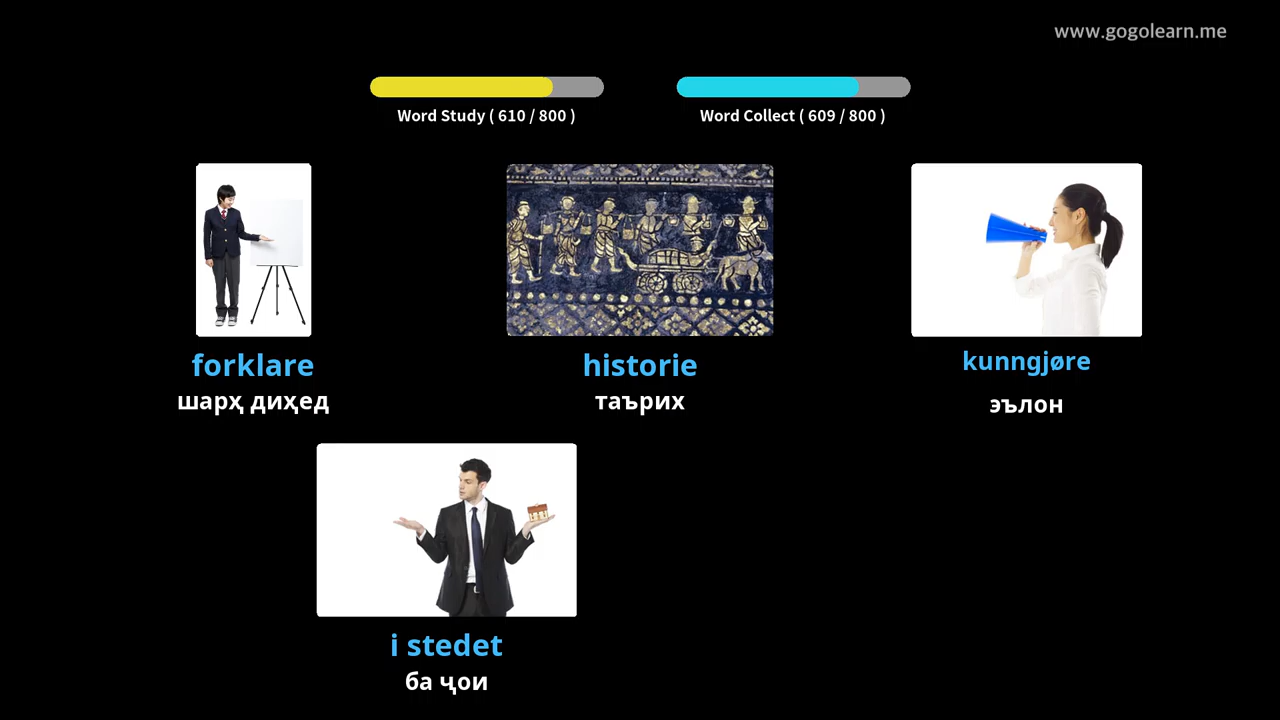 www.gogolearn.me
Word Study ( 610 / 800 )
Word Collect ( 609 / 800 )
forklare
historie
kunngjøre
шарҳ диҳед
таърих
эълон
i stedet
ба ҷои